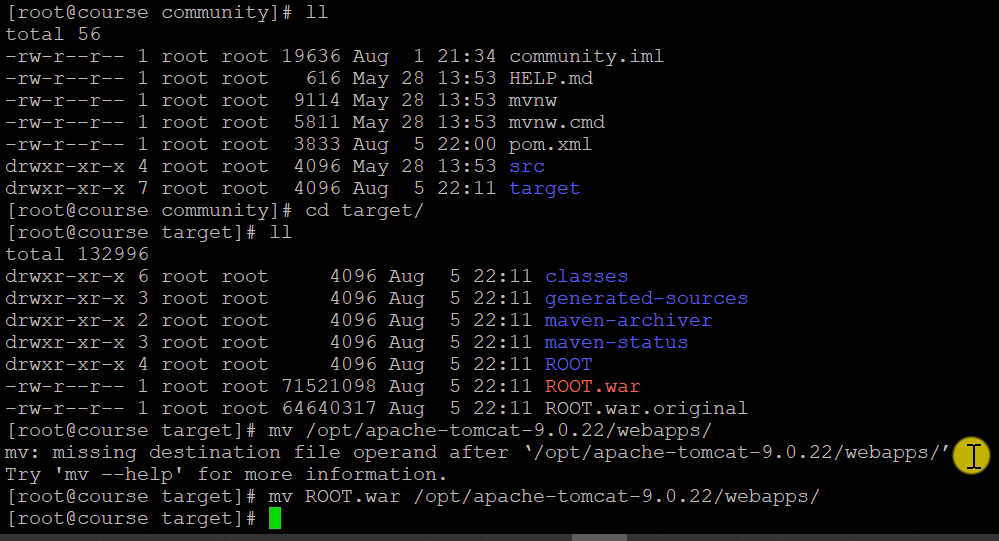 [root@course community]# ll
total 56
-rw-r--r-- 1 root root 19636 Aug  1 21:34 community.iml
-rw-r--r-- 1 root root   616 May 28 13:53 HELP.md
-rw-r--r-- 1 root root  9114 May 28 13:53 mvnw
-rw-r--r-- 1 root root  5811 May 28 13:53 mvnw.cmd
-rw-r--r-- 1 root root  3833 Aug  5 22:00 pom.xml
drwxr-xr-x 4 root root  4096 May 28 13:53 src
drwxr-xr-x 7 root root  4096 Aug  5 22:11 target
[root@course community]# cd target/
[root@course target]# ll
total 132996
drwxr-xr-x 6 root root     4096 Aug  5 22:11 classes
drwxr-xr-x 3 root root     4096 Aug  5 22:11 generated-sources
drwxr-xr-x 2 root root     4096 Aug  5 22:11 maven-archiver
drwxr-xr-x 3 root root     4096 Aug  5 22:11 maven-status
drwxr-xr-x 4 root root     4096 Aug  5 22:11 ROOT
-rw-r--r-- 1 root root 71521098 Aug  5 22:11 ROOT.war
-rw-r--r-- 1 root root 64640317 Aug  5 22:11 ROOT.war.original
[root@course target]# mv /opt/apache-tomcat-9.0.22/webapps/
mv: missing destination file operand after ‘/opt/apache-tomcat-9.0.22/webapps/’
Try 'mv --help' for more information.
[root@course target]# mv ROOT.war /opt/apache-tomcat-9.0.22/webapps/
[root@course target]#